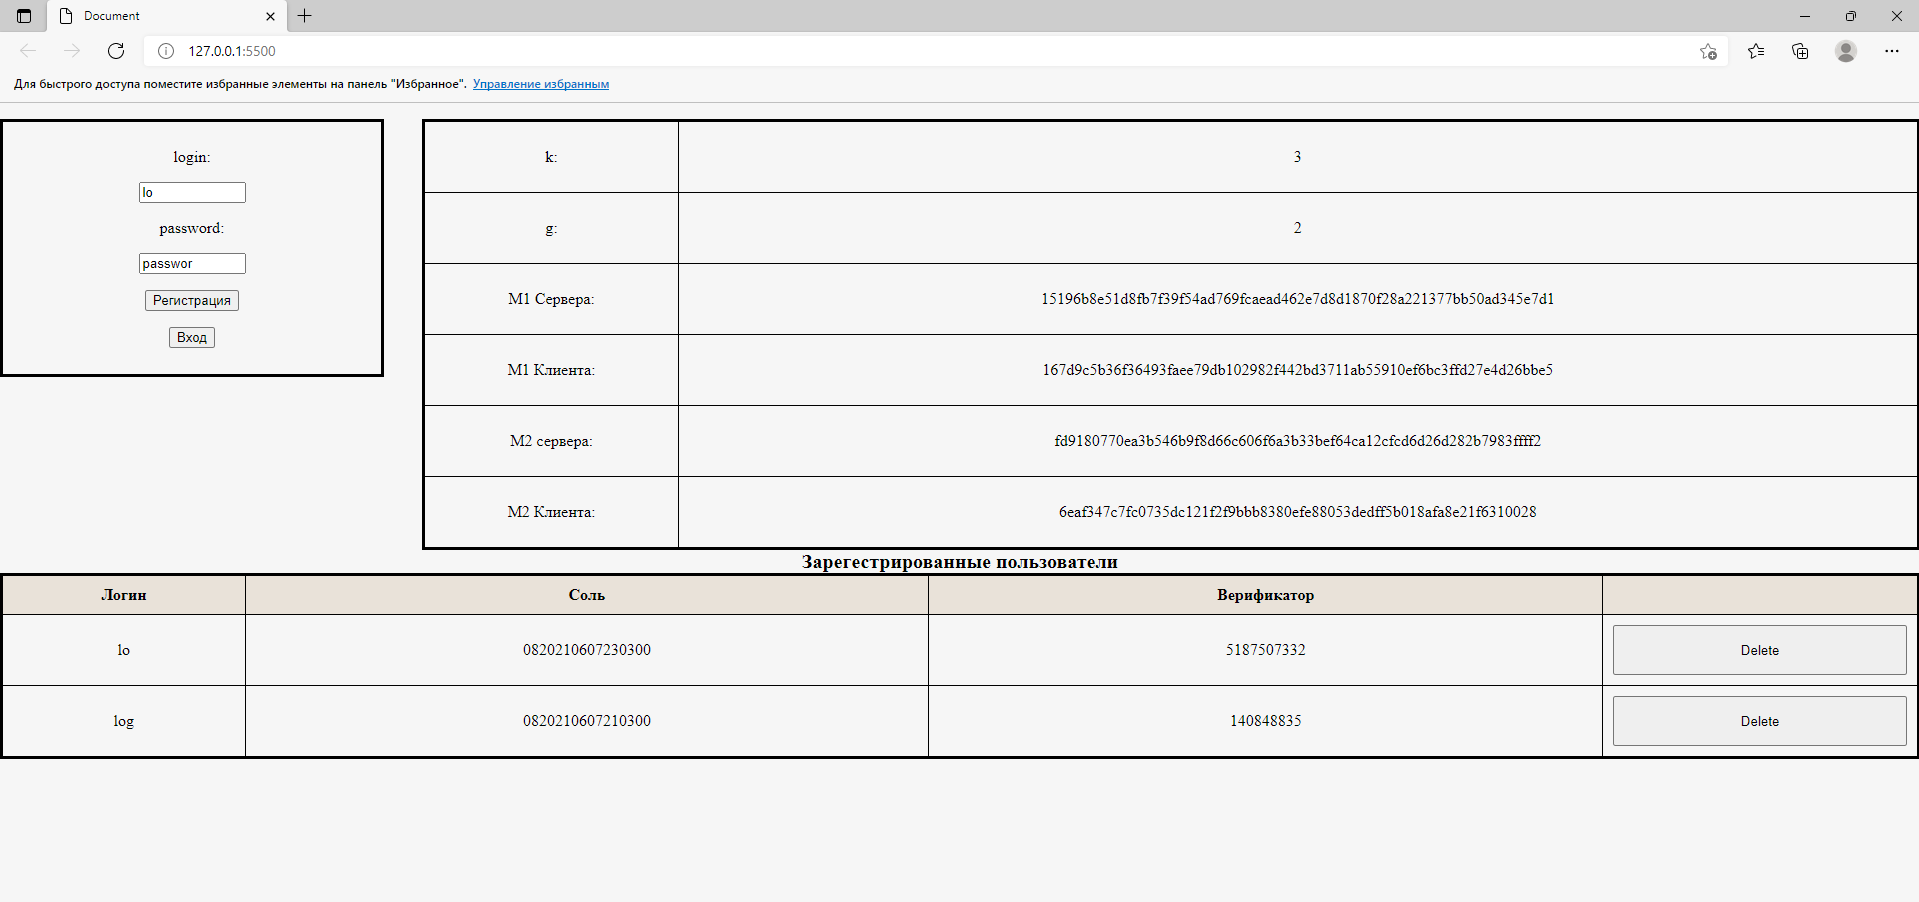 Document
127.0.0.1:5500
Для быстрого доступа поместите избранные элементы на панель "Избранное". Управление избранным
login:
lo
password:
passwor
Регистрация
Вход
k: 3
g: 2
M1 Сервера: 15196b8e51d8fb7f39f54ad769fcaead462e7d8d1870f28a221377bb50ad345e7d1
M1 Клиента: 167d9c5b36f36493faee79db102982f442bd3711ab55910ef6bc3ffd27e4d26bbe5
M2 сервера: fd9180770ea3b546b9f8d66c606f6a3b33bef64ca12cfcd6d26d282b7983ffff2
M2 Клиента: 6eaf347c7fc0735dc121f2f9bbb8380efe88053dedff5b018afa8e21f6310028
Зарегестрированные пользователи
Логин Соль Верификатор
lo 0820210607230300 5187507332 Delete
log 0820210607210300 140848835 Delete